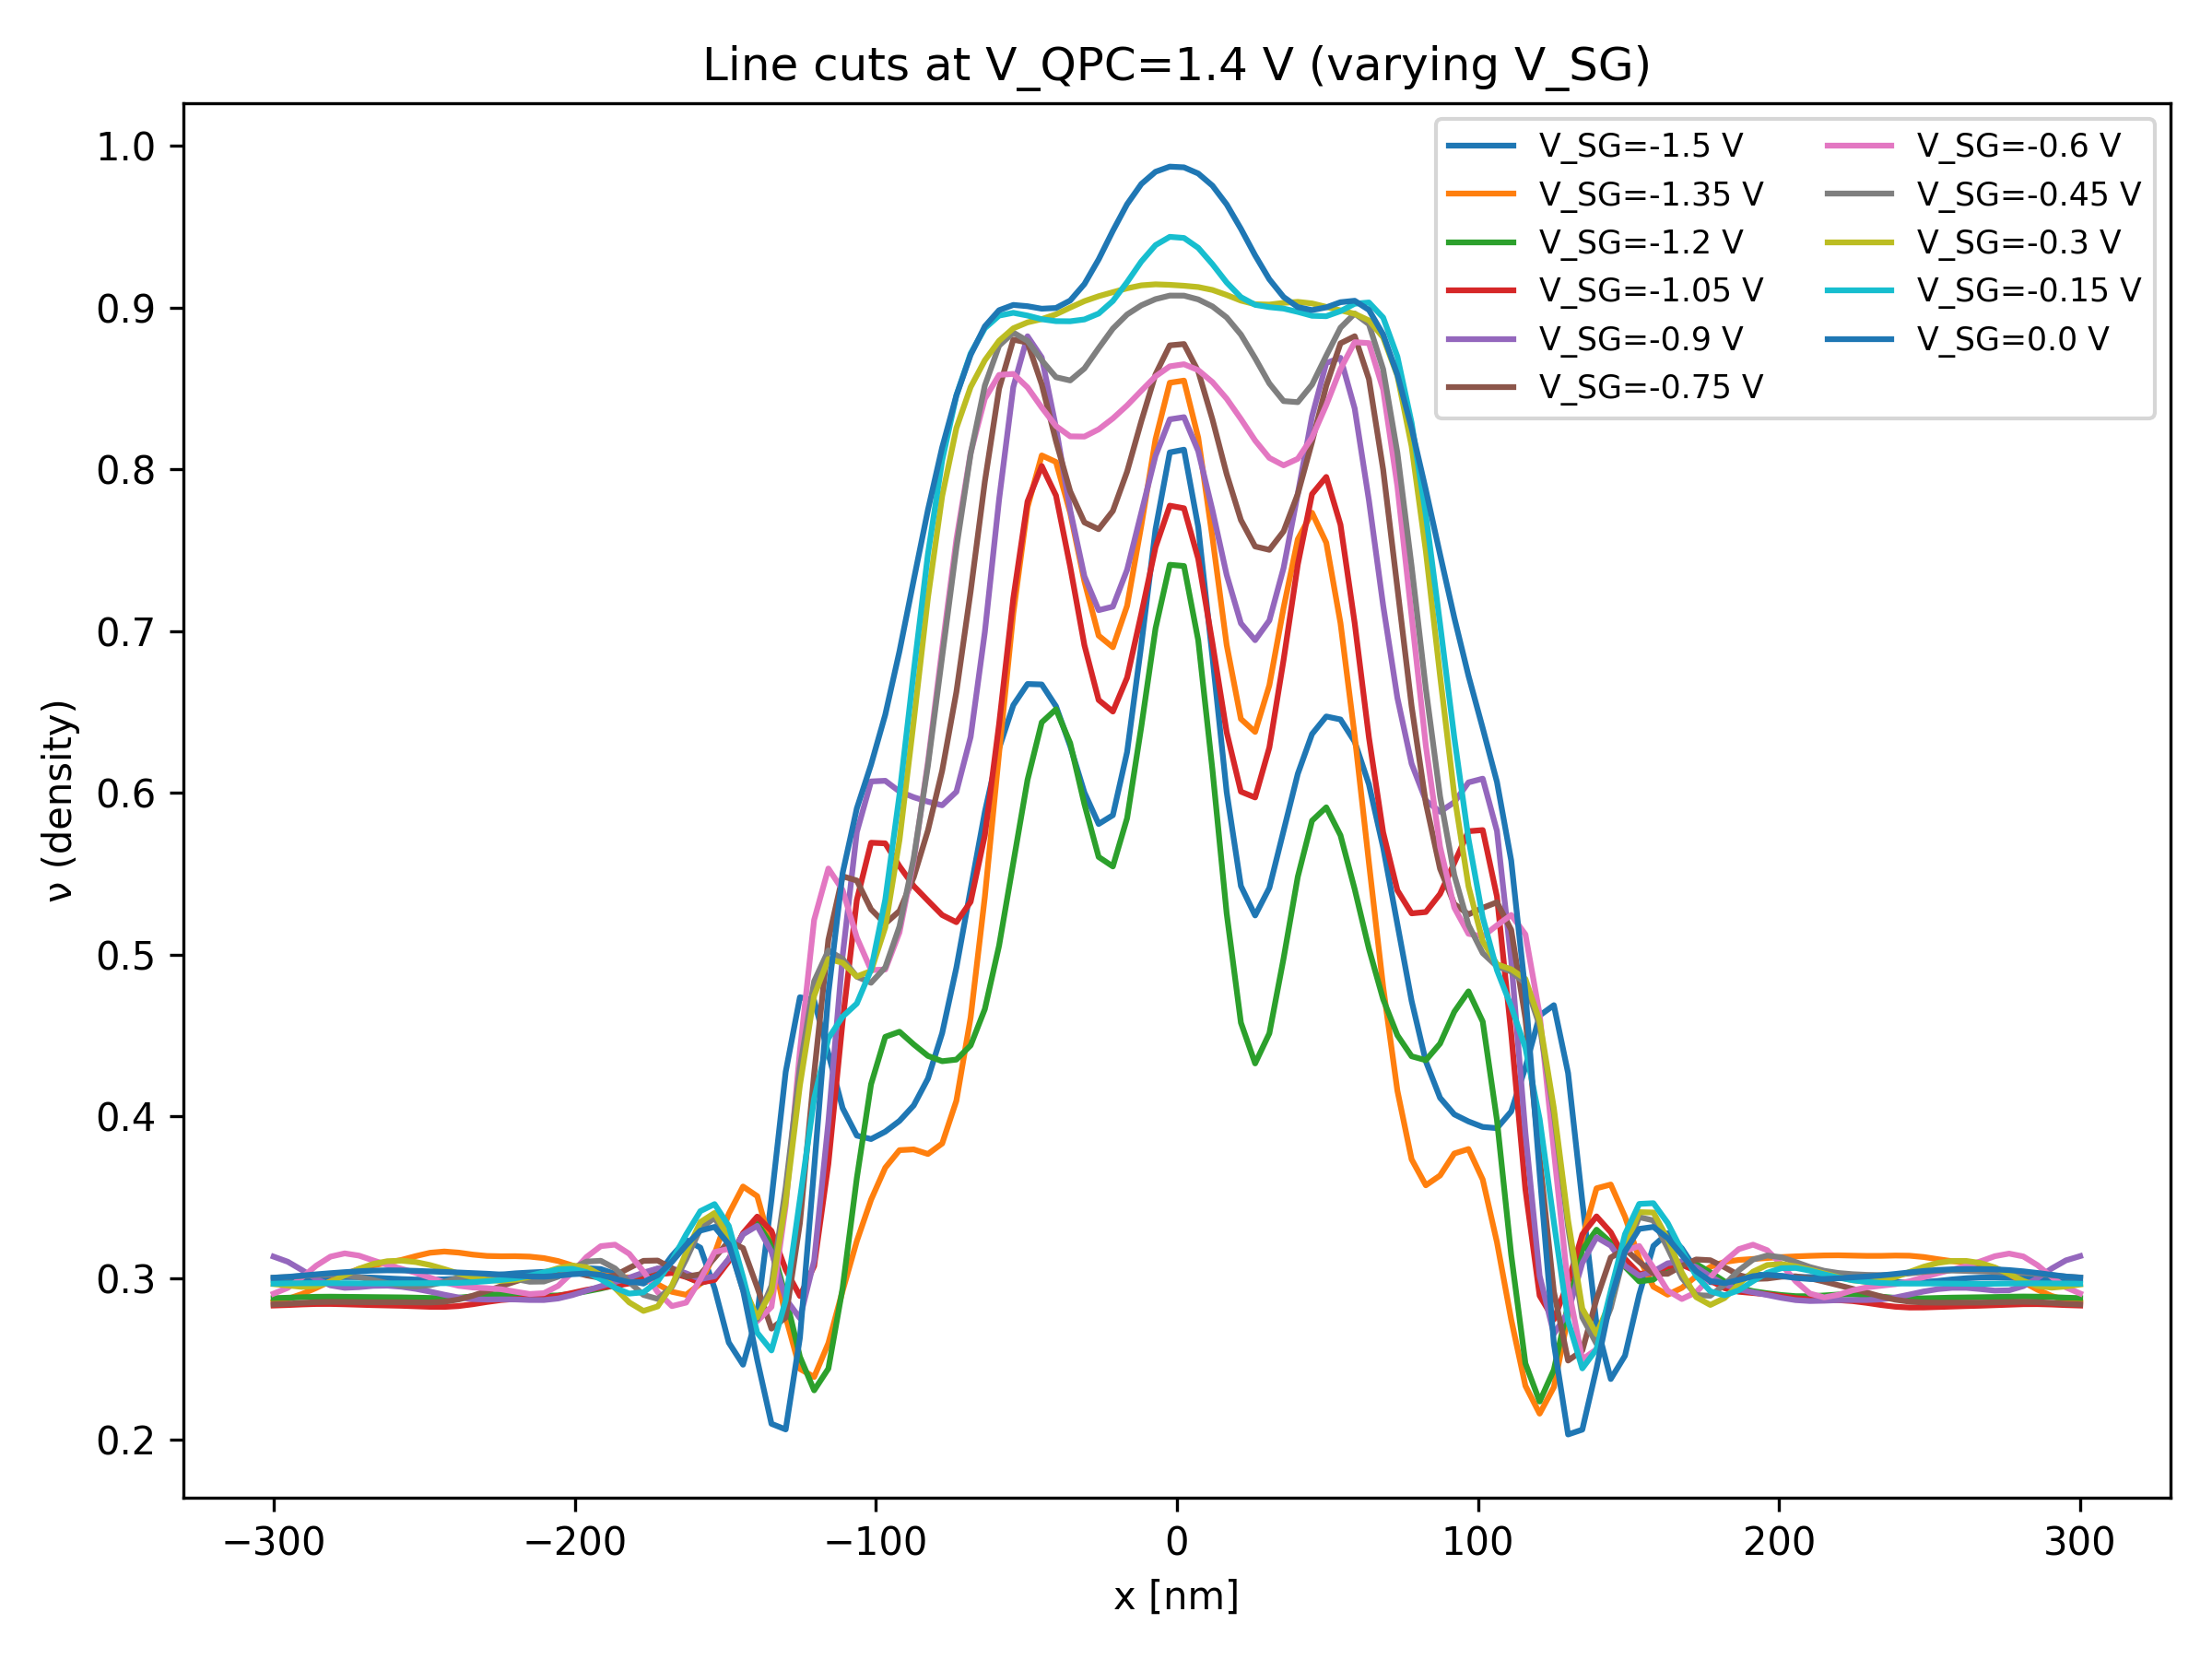 Line cuts at V_QPC=1.4 V (varying V_SG)
V_SG=-1.5 V
V_SG=-1.35 V
V_SG=-1.2 V
V_SG=-1.05 V
V_SG=-0.9 V
V_SG=-0.75 V
V_SG=-0.6 V
V_SG=-0.45 V
V_SG=-0.3 V
V_SG=-0.15 V
V_SG=0.0 V
ν (density)
1.0
0.9
0.8
0.7
0.6
0.5
0.4
0.3
0.2
−300
−200
−100
0
100
200
300
x [nm]